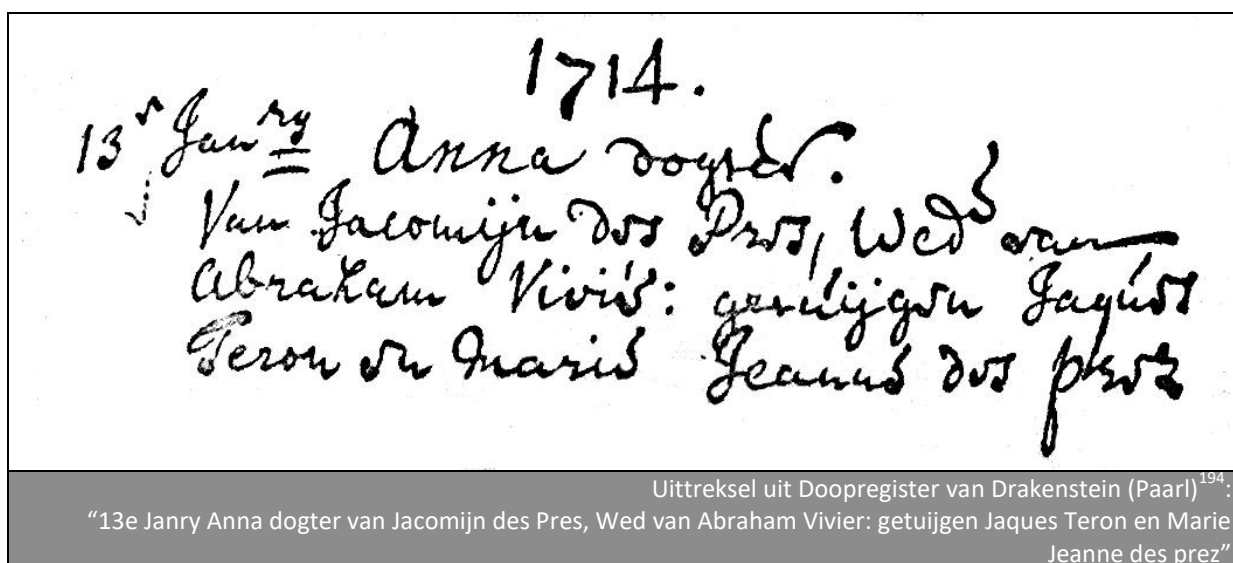 1714.
13e Janry Anna dogter.
Van Jacomijn des Pres, Wed van
Abraham Vivié: getuijgen Jaques
Teron en Marie Jeanne des prez
Uittreksel uit Doopregister van Drakenstein (Paarl)194:
“13e Janry Anna dogter van Jacomijn des Pres, Wed van Abraham Vivier: getuijgen Jaques Teron en Marie
Jeanne des prez”